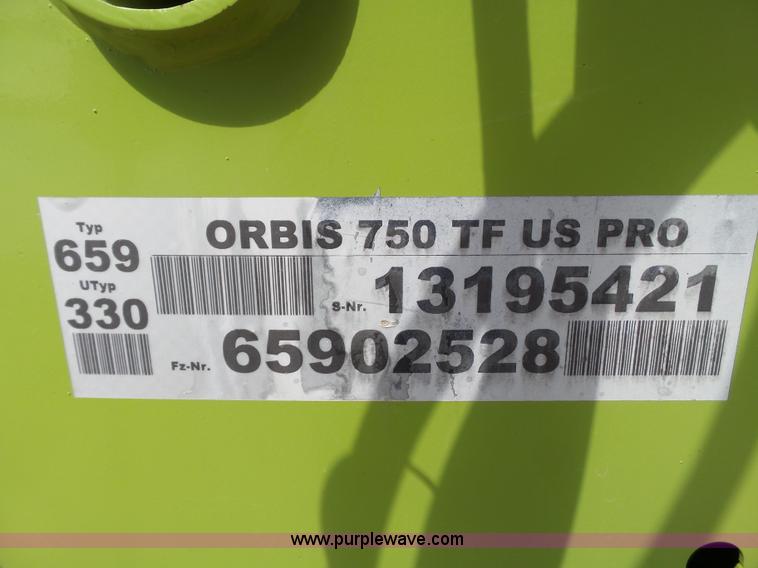 Typ
659
UTyp
330
ORBIS 750 TF US PRO
S-Nr. 13195421
Fz-Nr. 65902528
www.purplewave.com